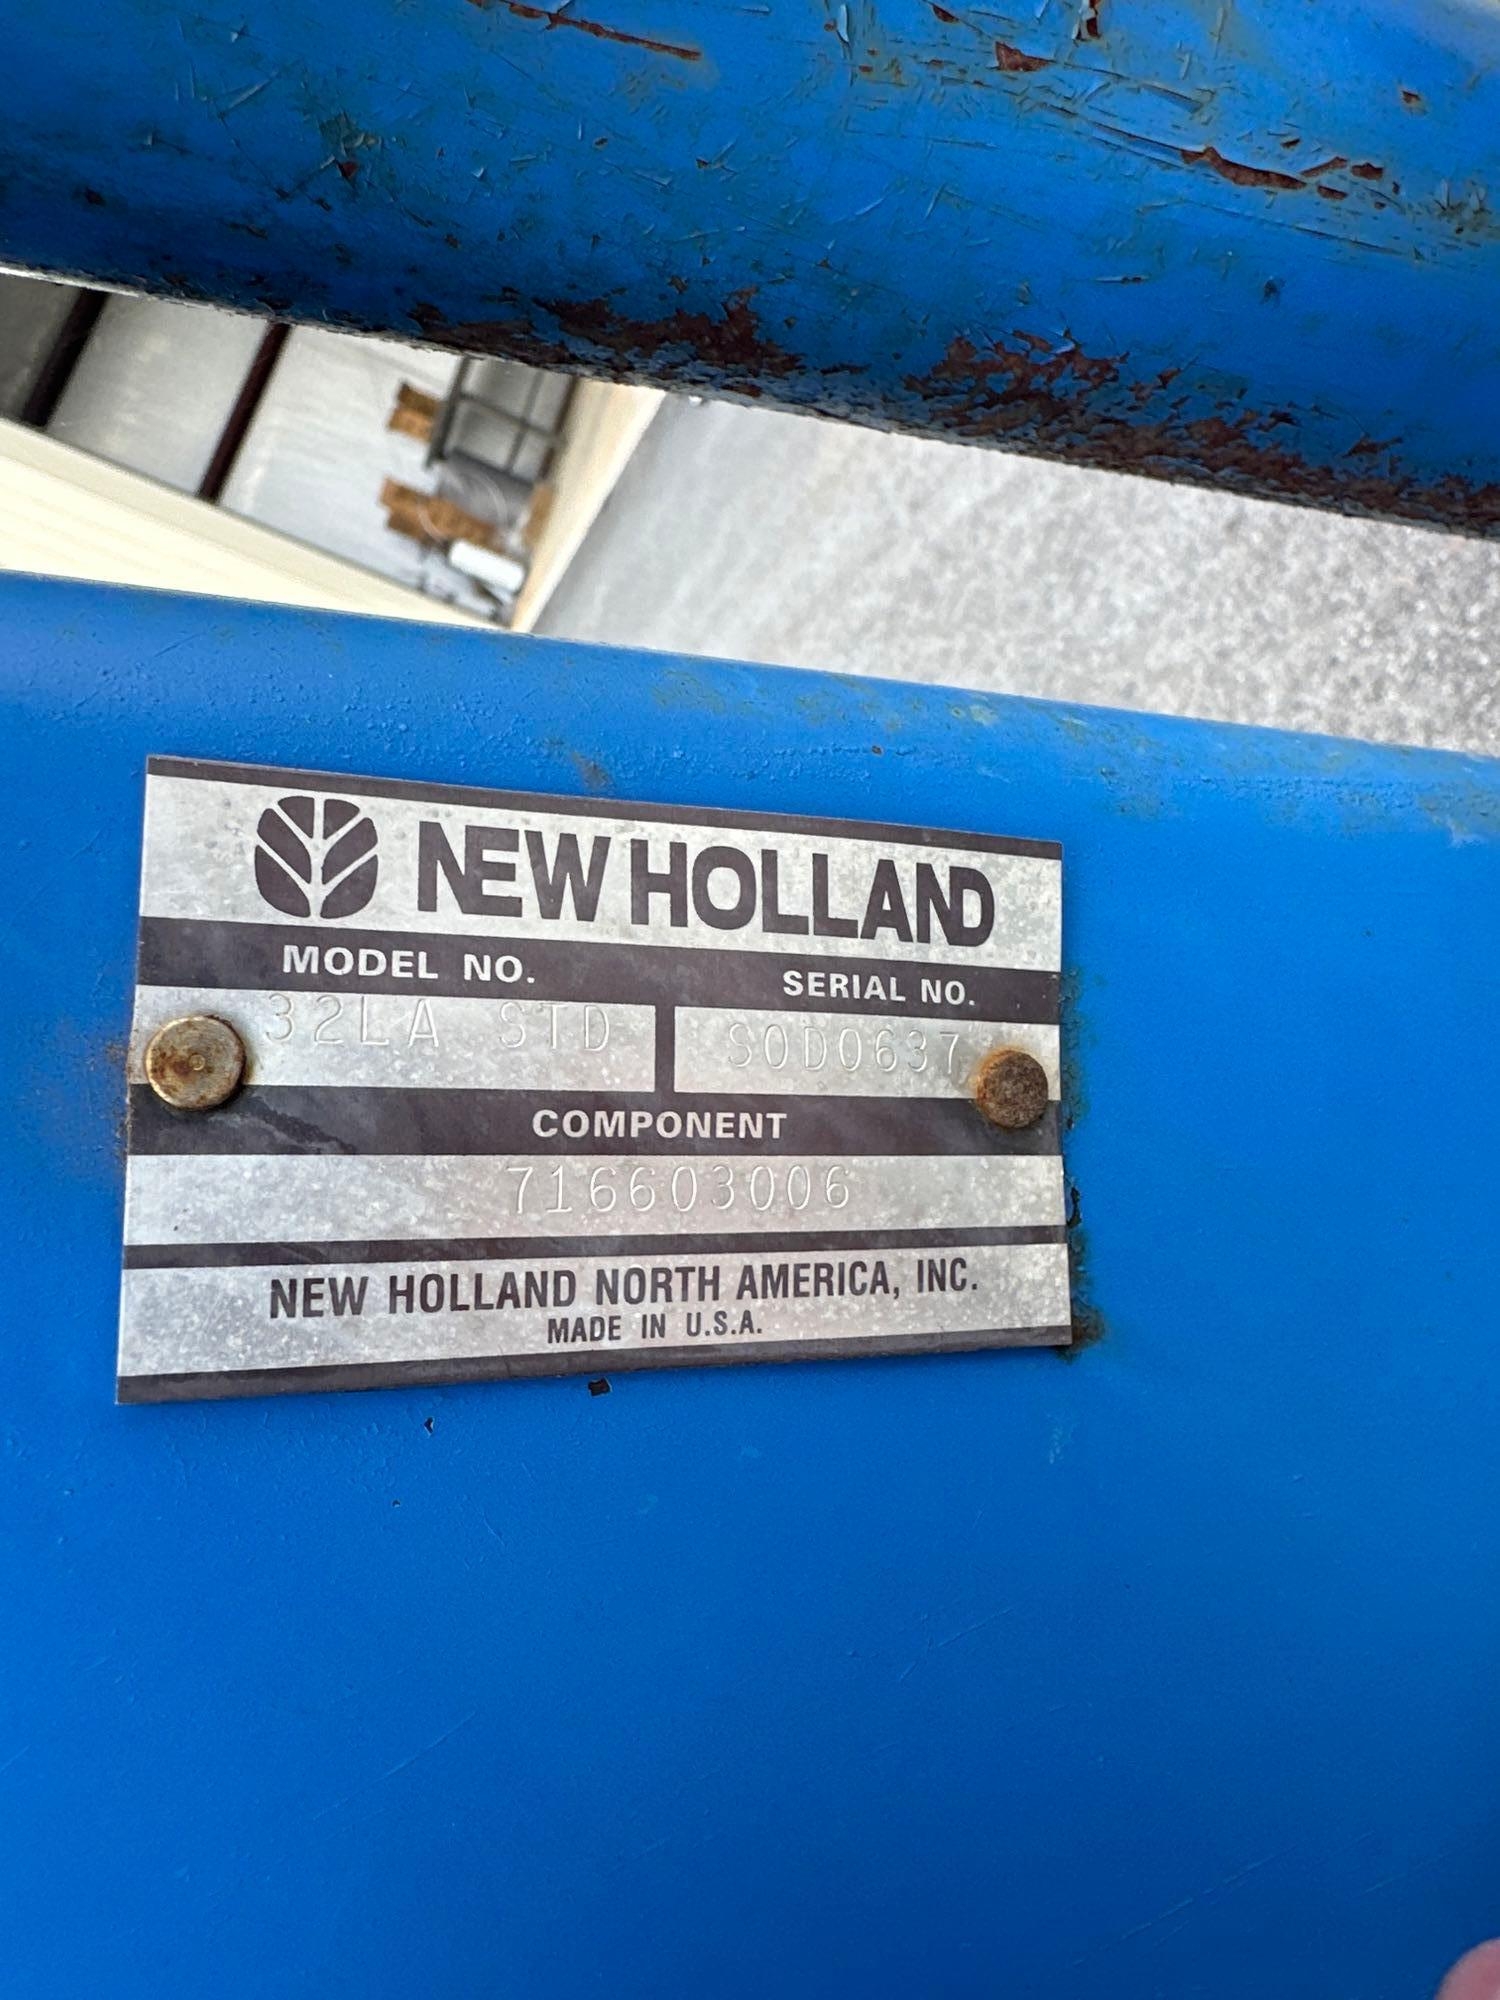 NEW HOLLAND
MODEL NO. SERIAL NO.
32LA STD S0D0637
COMPONENT
716603006
NEW HOLLAND NORTH AMERICA, INC.
MADE IN U.S.A.